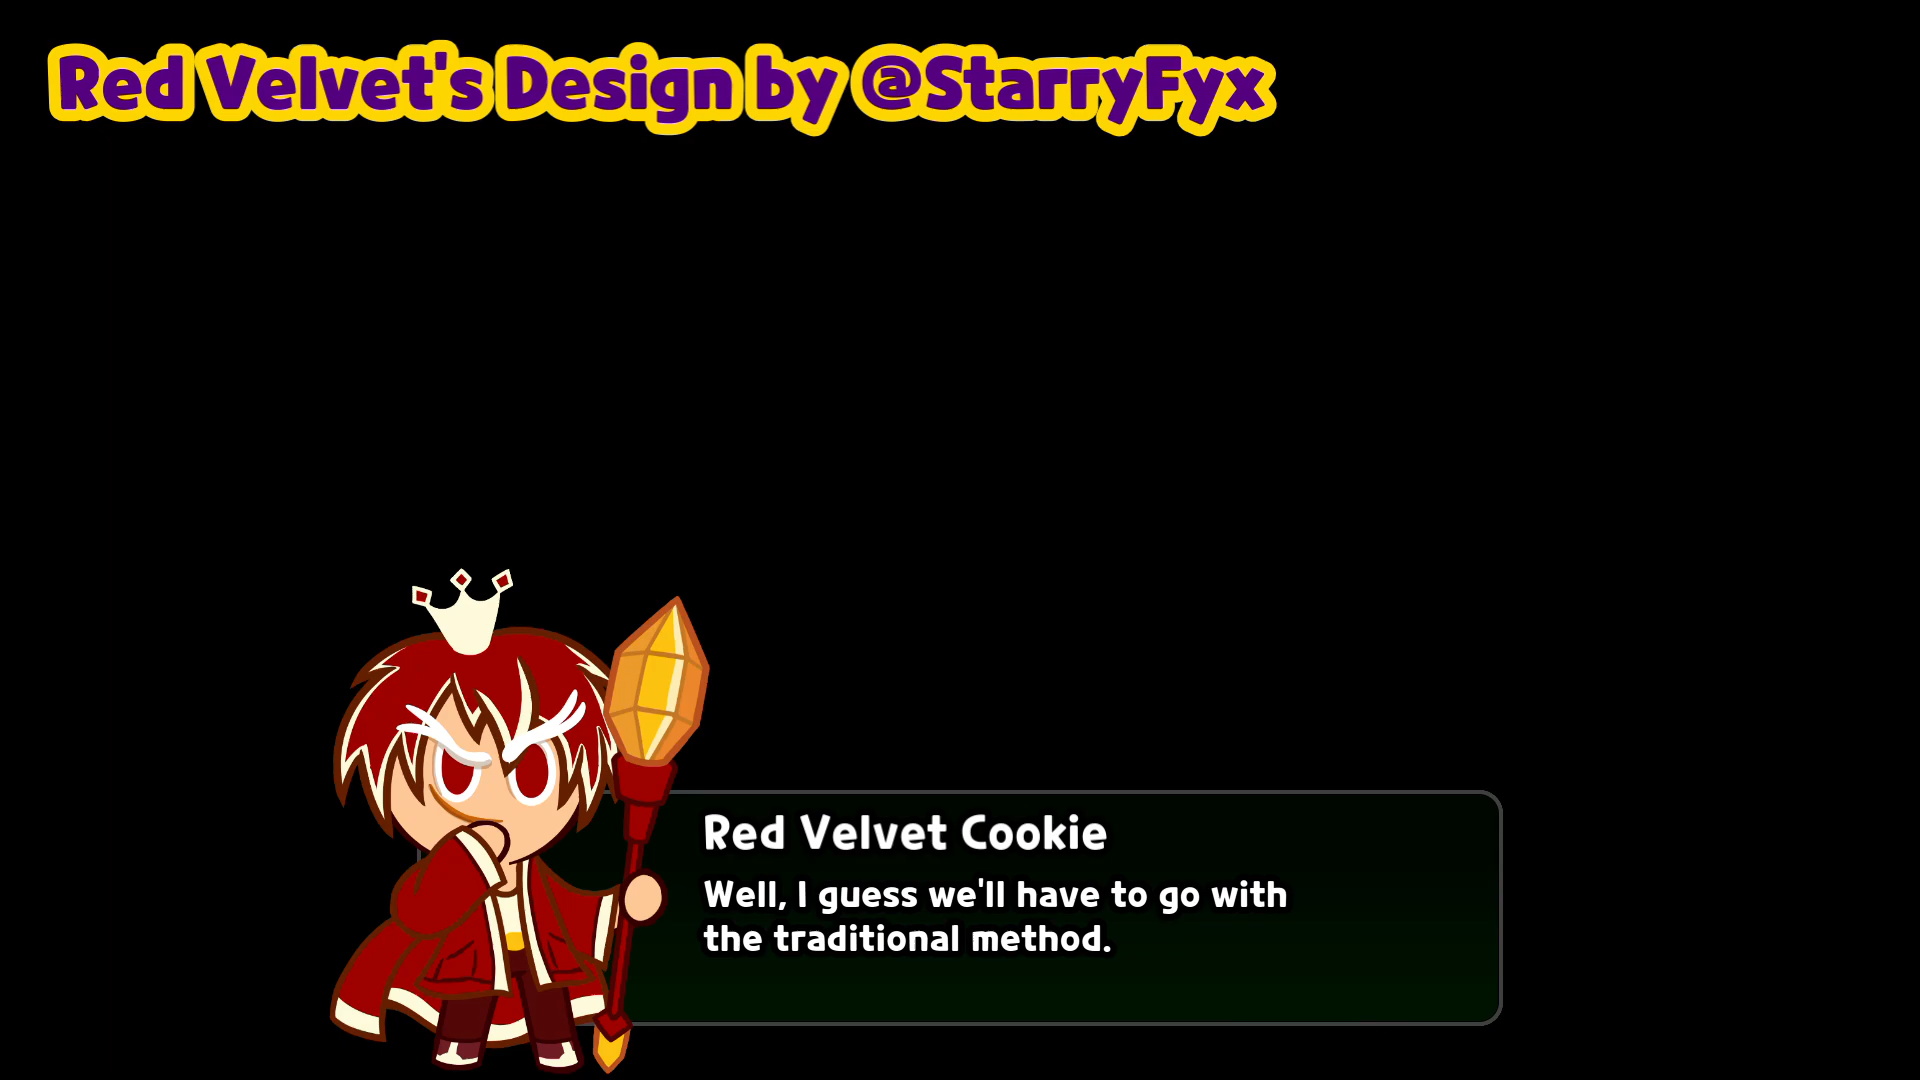 Red Velvet's Design by @StarryFyx
Red Velvet Cookie
Well, I guess we'll have to go with
the traditional method.